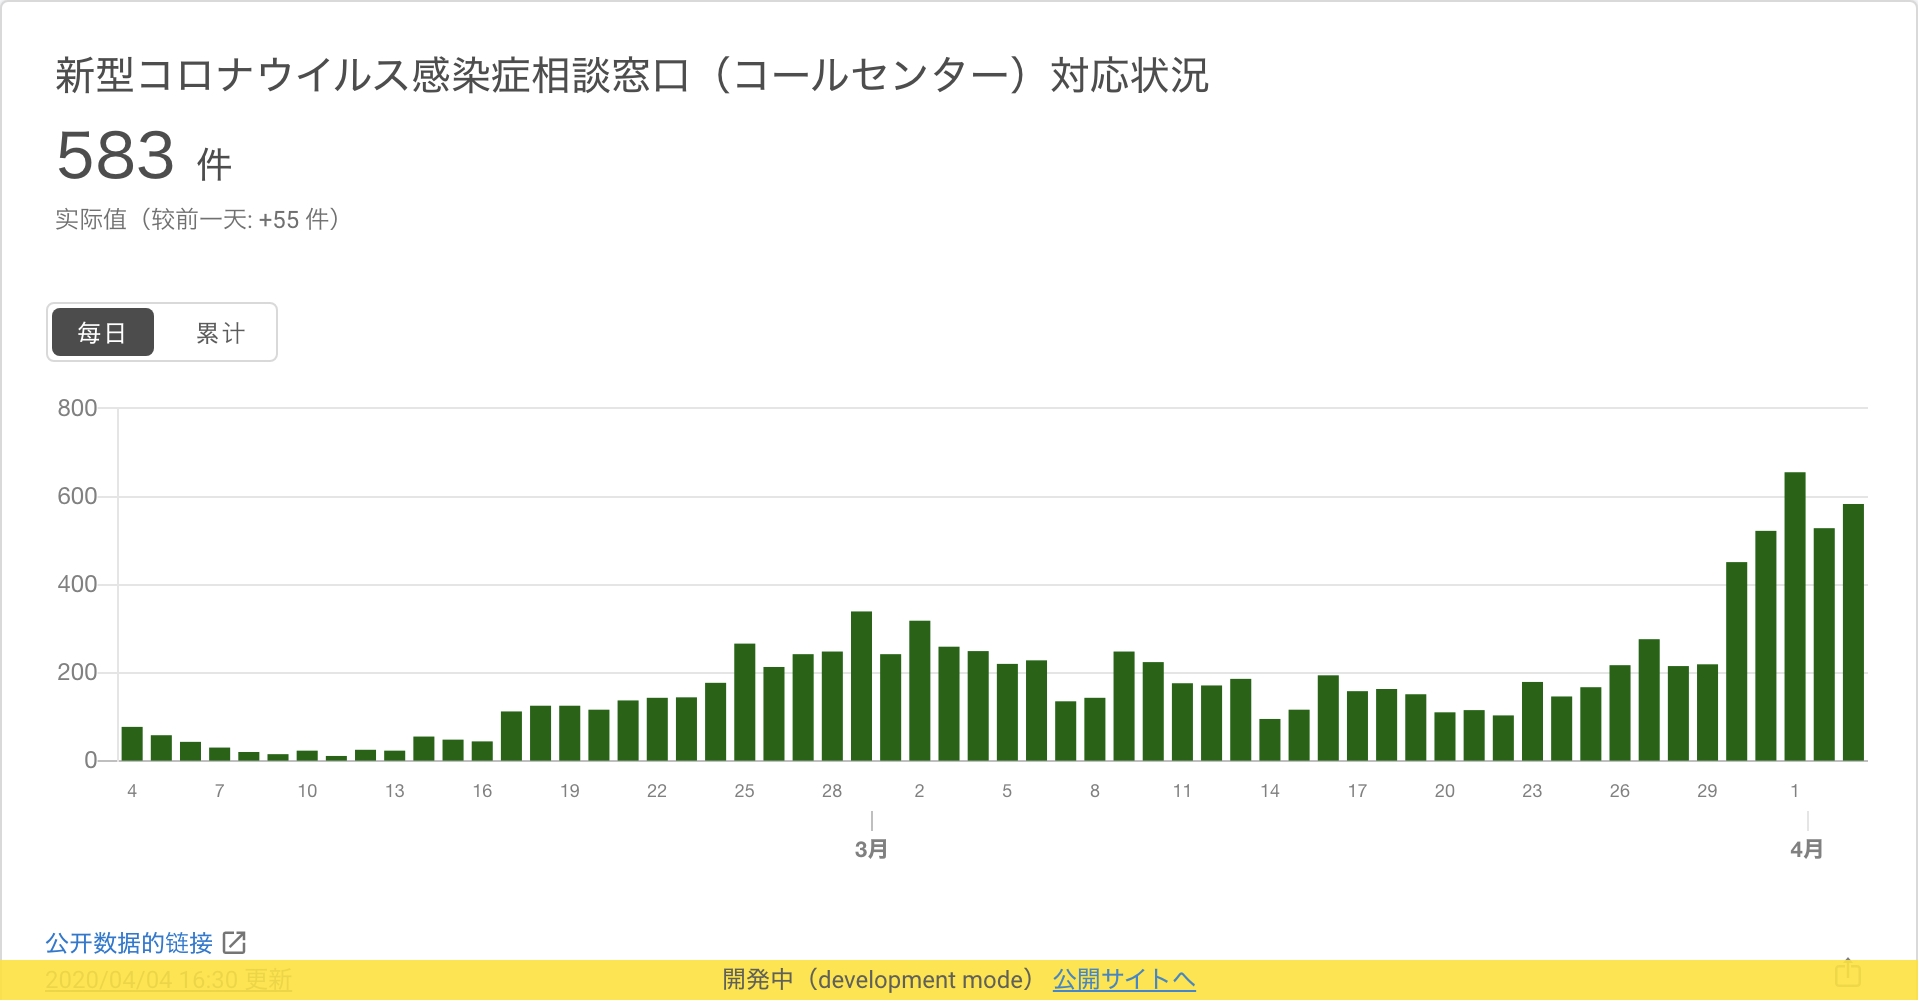 新型コロナウイルス感染症相談窓口（コールセンター）対応状況
583 件
实际值（较前一天: +55 件）
每日 累计
800
600
400
200
0
4 7 10 13 16 19 22 25 28 2 5 8 11 14 17 20 23 26 29 1
3月 4月
公开数据的链接
2020/04/04 16:30 更新
開発中（development mode） 公開サイトへ